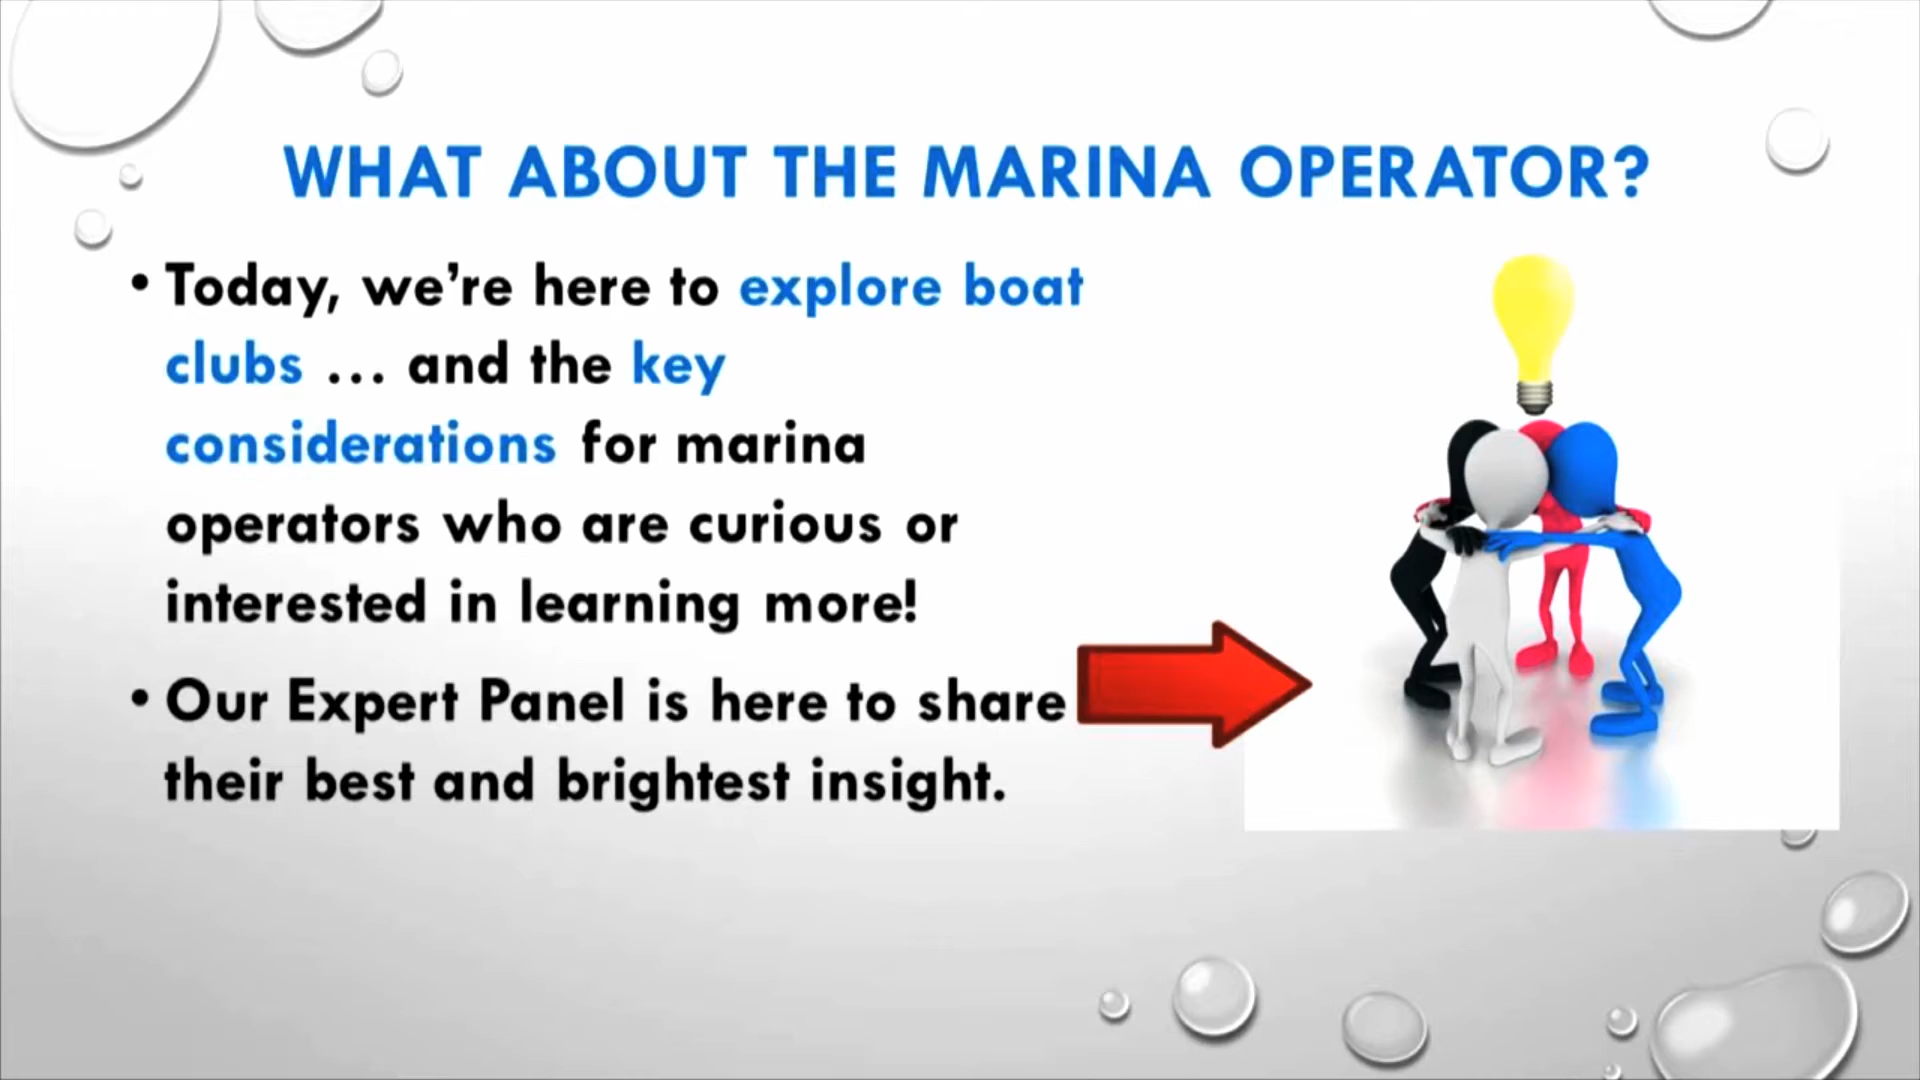 WHAT ABOUT THE MARINA OPERATOR?
• Today, we're here to explore boat
clubs ... and the key
considerations for marina
operators who are curious or
interested in learning more!
• Our Expert Panel is here to share
their best and brightest insight.